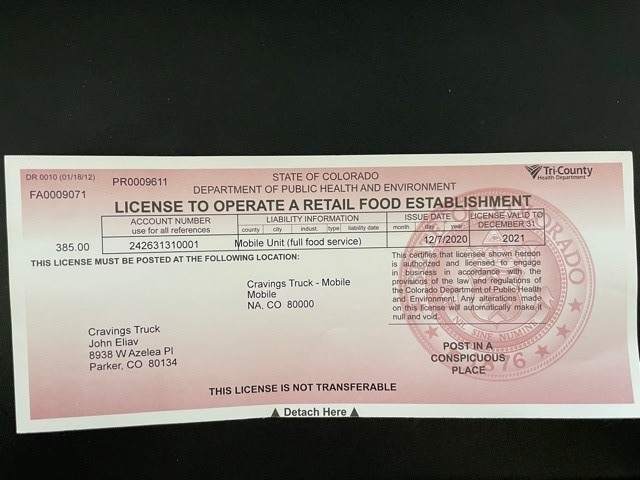 DR 0010 (01/18/12)
PR0009611
STATE OF COLORADO
Tri-County
Health Department
FA0009071
DEPARTMENT OF PUBLIC HEALTH AND ENVIRONMENT
LICENSE TO OPERATE A RETAIL FOOD ESTABLISHMENT
ACCOUNT NUMBER
use for all references
LIABILITY INFORMATION
county city indust. type liability date
ISSUE DATE
month day year
LICENSE VALID TO
DECEMBER 31
385.00 242631310001 Mobile Unit (full food service) 12/7/2020 2021
THIS LICENSE MUST BE POSTED AT THE FOLLOWING LOCATION:
Cravings Truck - Mobile
Mobile
NA, CO 80000
This certifies that licensee shown hereon
is authorized and licensed to engage
in business in accordance with the
provisions of the law and regulations of
the Colorado Department of Public Health
and Environment. Any alterations made
on this license will automatically make it
null and void.
Cravings Truck
John Eliav
8938 W Azelea Pl
Parker, CO 80134
POST IN A
CONSPICUOUS
PLACE
NIL SINE NUMINE
1876
THIS LICENSE IS NOT TRANSFERABLE
▲ Detach Here ▲